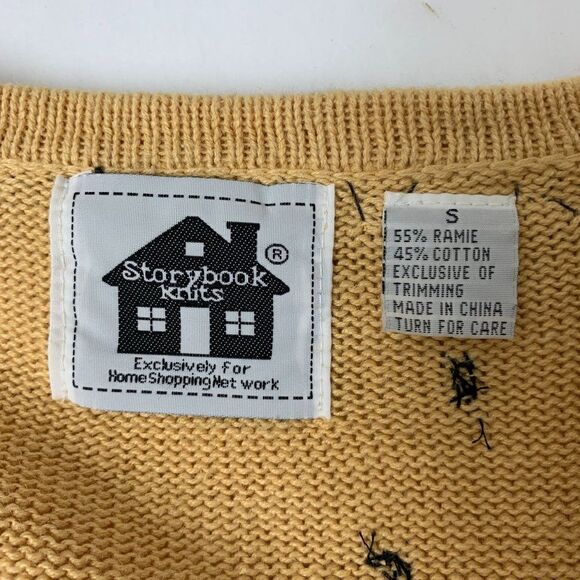 Storybook
knits
®
Exclusively for
HomeShoppingNetwork
S
55% RAMIE
45% COTTON
EXCLUSIVE OF
TRIMMING
MADE IN CHINA
TURN FOR CARE